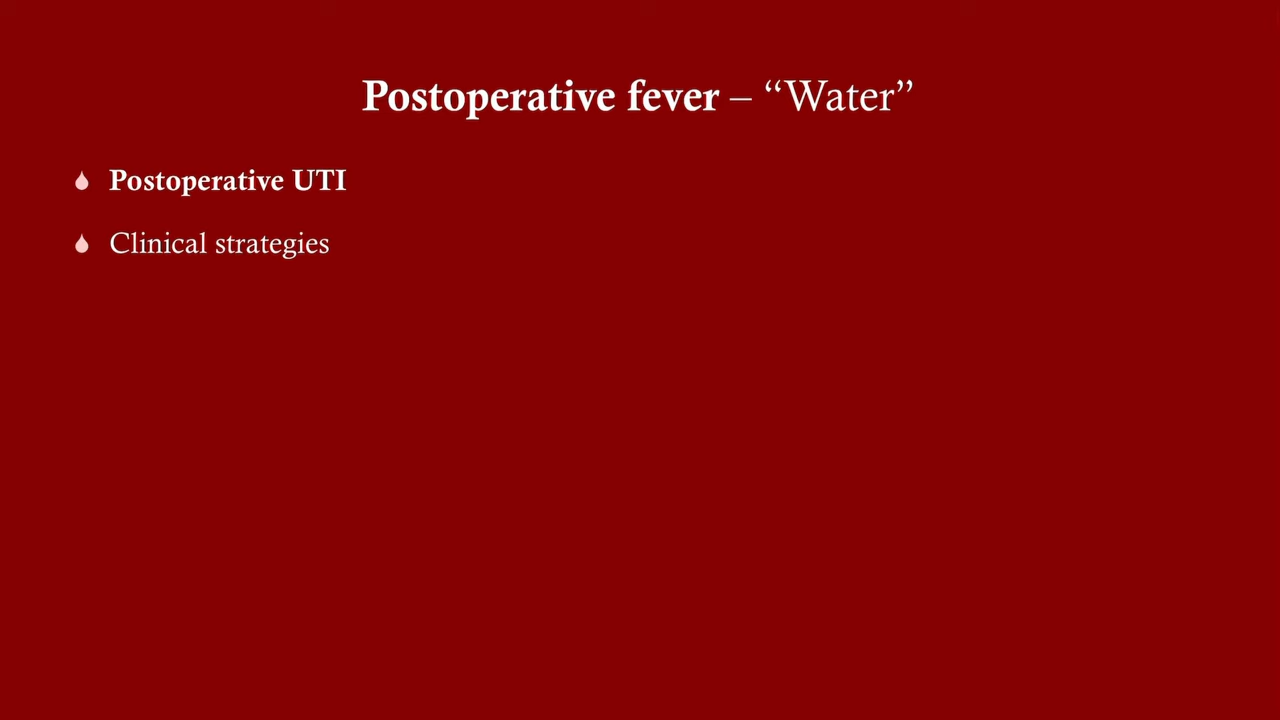 Postoperative fever – “Water”
Postoperative UTI
Clinical strategies